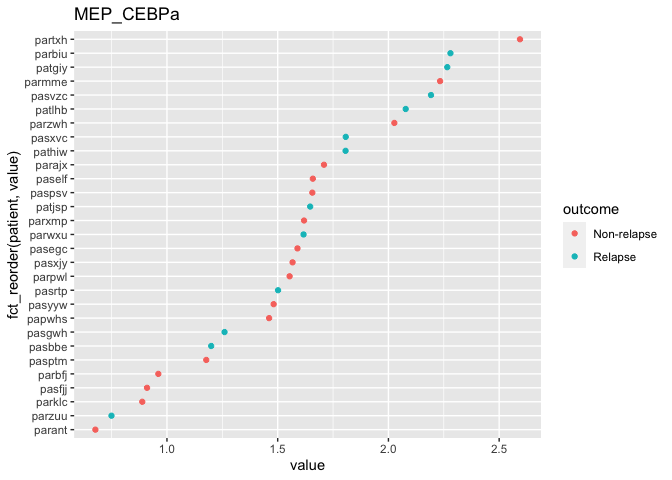 MEP_CEBPa
fct_reorder(patient, value)
partxh
parbiu
patgiy
parmme
pasvzc
patlhb
parzwh
pasxvc
pathiw
parajx
paself
paspsv
patjsp
parxmp
parwxu
pasegc
pasxjy
parpwl
pasrtp
pasyyw
papwhs
pasgwh
pasbbe
pasptm
parbfj
pasfjj
parklc
parzuu
parant
1.0 1.5 2.0 2.5
value
outcome
Non-relapse
Relapse